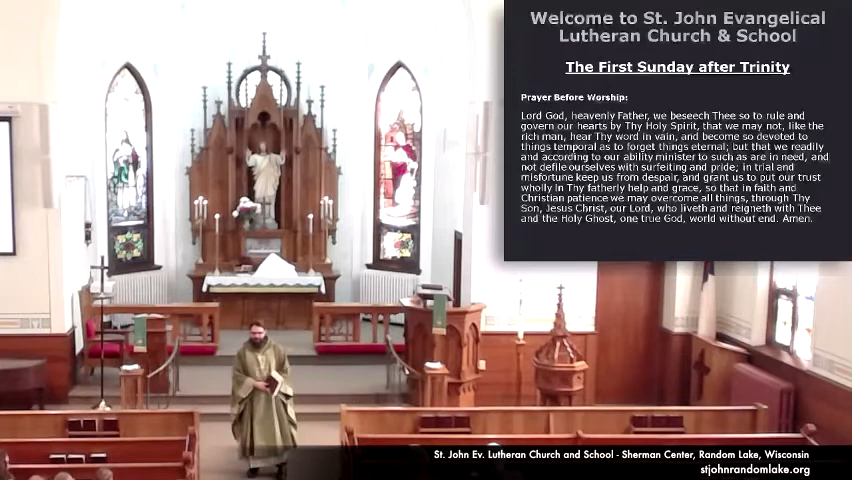 Welcome to St. John Evangelical
Lutheran Church & School
The First Sunday after Trinity
Prayer Before Worship:
Lord God, heavenly Father, we beseech Thee so to rule and
govern our hearts by Thy Holy Spirit, that we may not, like the
rich man, hear Thy word in vain, and become so devoted to
things temporal as to forget things eternal; but that we readily
and according to our ability minister to such as are in need, and
not defile ourselves with surfeiting and pride; in trial and
misfortune keep us from despair, and grant us to put our trust
wholly in Thy fatherly help and grace, so that in faith and
Christian patience we may overcome all things, through Thy
Son, Jesus Christ, our Lord, who liveth and reigneth with Thee
and the Holy Ghost, one true God, world without end. Amen.
St. John Ev. Lutheran Church and School - Sherman Center, Random Lake, Wisconsin
stjohnrandomlake.org